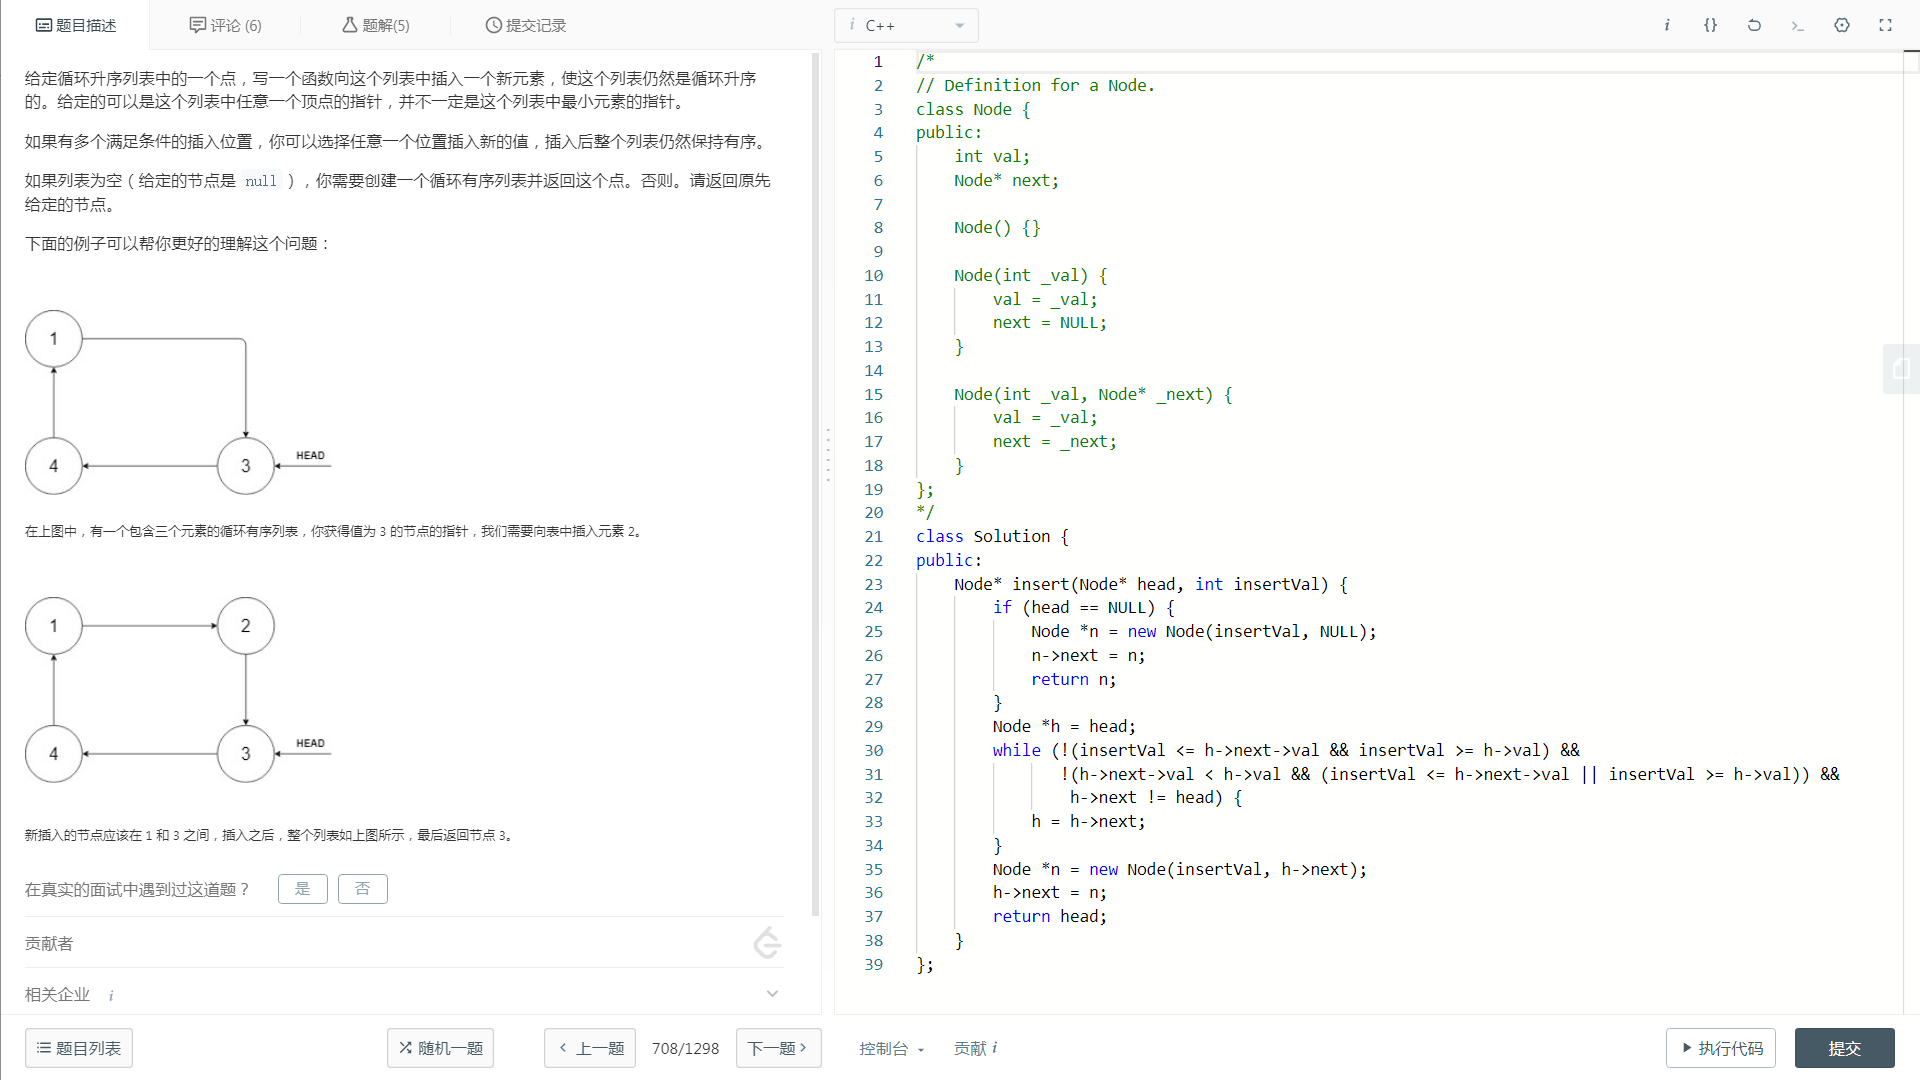 题目描述
评论 (6)
题解(5)
提交记录
给定循环升序列表中的一个点，写一个函数向这个列表中插入一个新元素，使这个列表仍然是循环升序
的。给定的可以是这个列表中任意一个顶点的指针，并不一定是这个列表中最小元素的指针。
如果有多个满足条件的插入位置，你可以选择任意一个位置插入新的值，插入后整个列表仍然保持有序。
如果列表为空（给定的节点是 null ），你需要创建一个循环有序列表并返回这个点。否则。请返回原先
给定的节点。
下面的例子可以帮你更好的理解这个问题：
1
4
3
HEAD
在上图中，有一个包含三个元素的循环有序列表，你获得值为 3 的节点的指针，我们需要向表中插入元素 2。
1
2
4
3
HEAD
新插入的节点应该在 1 和 3 之间，插入之后，整个列表如上图所示，最后返回节点 3。
在真实的面试中遇到过这道题？
是
否
贡献者
相关企业 i
题目列表
随机一题
上一题
708/1298
下一题
i C++
i
{}
>_
1 /*
2 // Definition for a Node.
3 class Node {
4 public:
5     int val;
6     Node* next;
7
8     Node() {}
9
10     Node(int _val) {
11         val = _val;
12         next = NULL;
13     }
14
15     Node(int _val, Node* _next) {
16         val = _val;
17         next = _next;
18     }
19 };
20 */
21 class Solution {
22 public:
23     Node* insert(Node* head, int insertVal) {
24         if (head == NULL) {
25             Node *n = new Node(insertVal, NULL);
26             n->next = n;
27             return n;
28         }
29         Node *h = head;
30         while (!(insertVal <= h->next->val && insertVal >= h->val) &&
31                !(h->next->val < h->val && (insertVal <= h->next->val || insertVal >= h->val)) &&
32                 h->next != head) {
33             h = h->next;
34         }
35         Node *n = new Node(insertVal, h->next);
36         h->next = n;
37         return head;
38     }
39 };
控制台
贡献 i
执行代码
提交